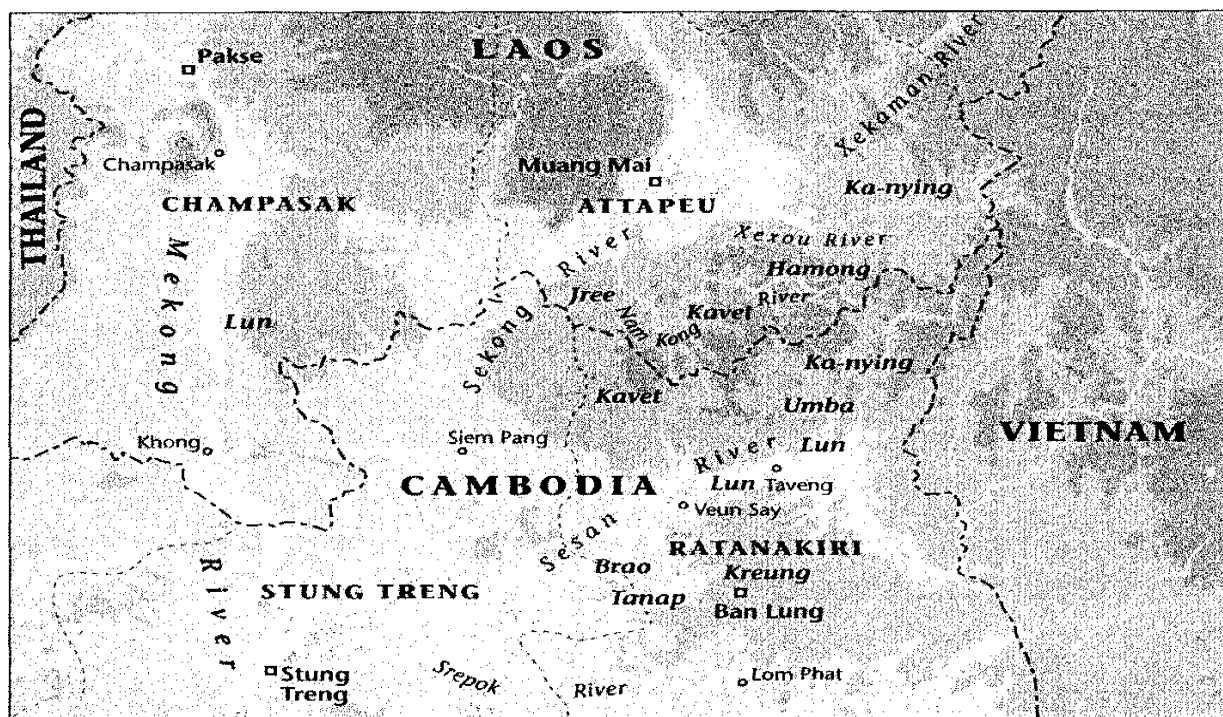 LAOS
Pakse
THAILAND
Xekaman River
Champasak
Muang Mai
Ka-nying
CHAMPASAK
ATTAPEU
Mekong
River
Xexou River
Hamong
Sekong River
Jree
Nam
Kong
River
Kavet
Lun
Ka-nying
Kavet
Umba
VIETNAM
Khong
Siem Pang
Lun
CAMBODIA
Sesan River
Lun
Taveng
Veun Say
RATANAKIRI
Brao
Kreung
STUNG TRENG
Tanap
Ban Lung
Stung
Treng
Srepok River
Lom Phat